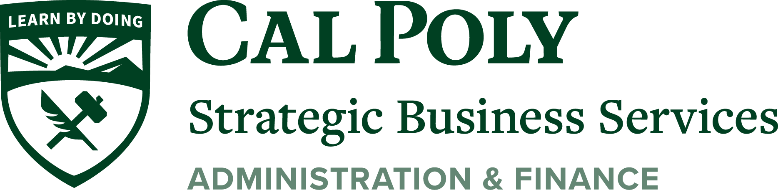 LEARN BY DOING
CAL POLY
Strategic Business Services
ADMINISTRATION & FINANCE